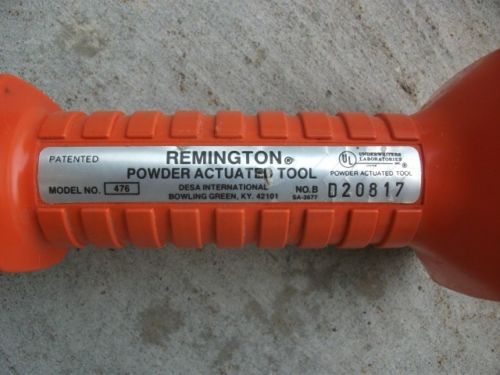 PATENTED
REMINGTON®
POWDER ACTUATED TOOL
MODEL NO. 476
DESA INTERNATIONAL
BOWLING GREEN, KY. 42101
NO.B D20817
SA-3677
UL
UNDERWRITERS
LABORATORIES
POWDER ACTUATED TOOL